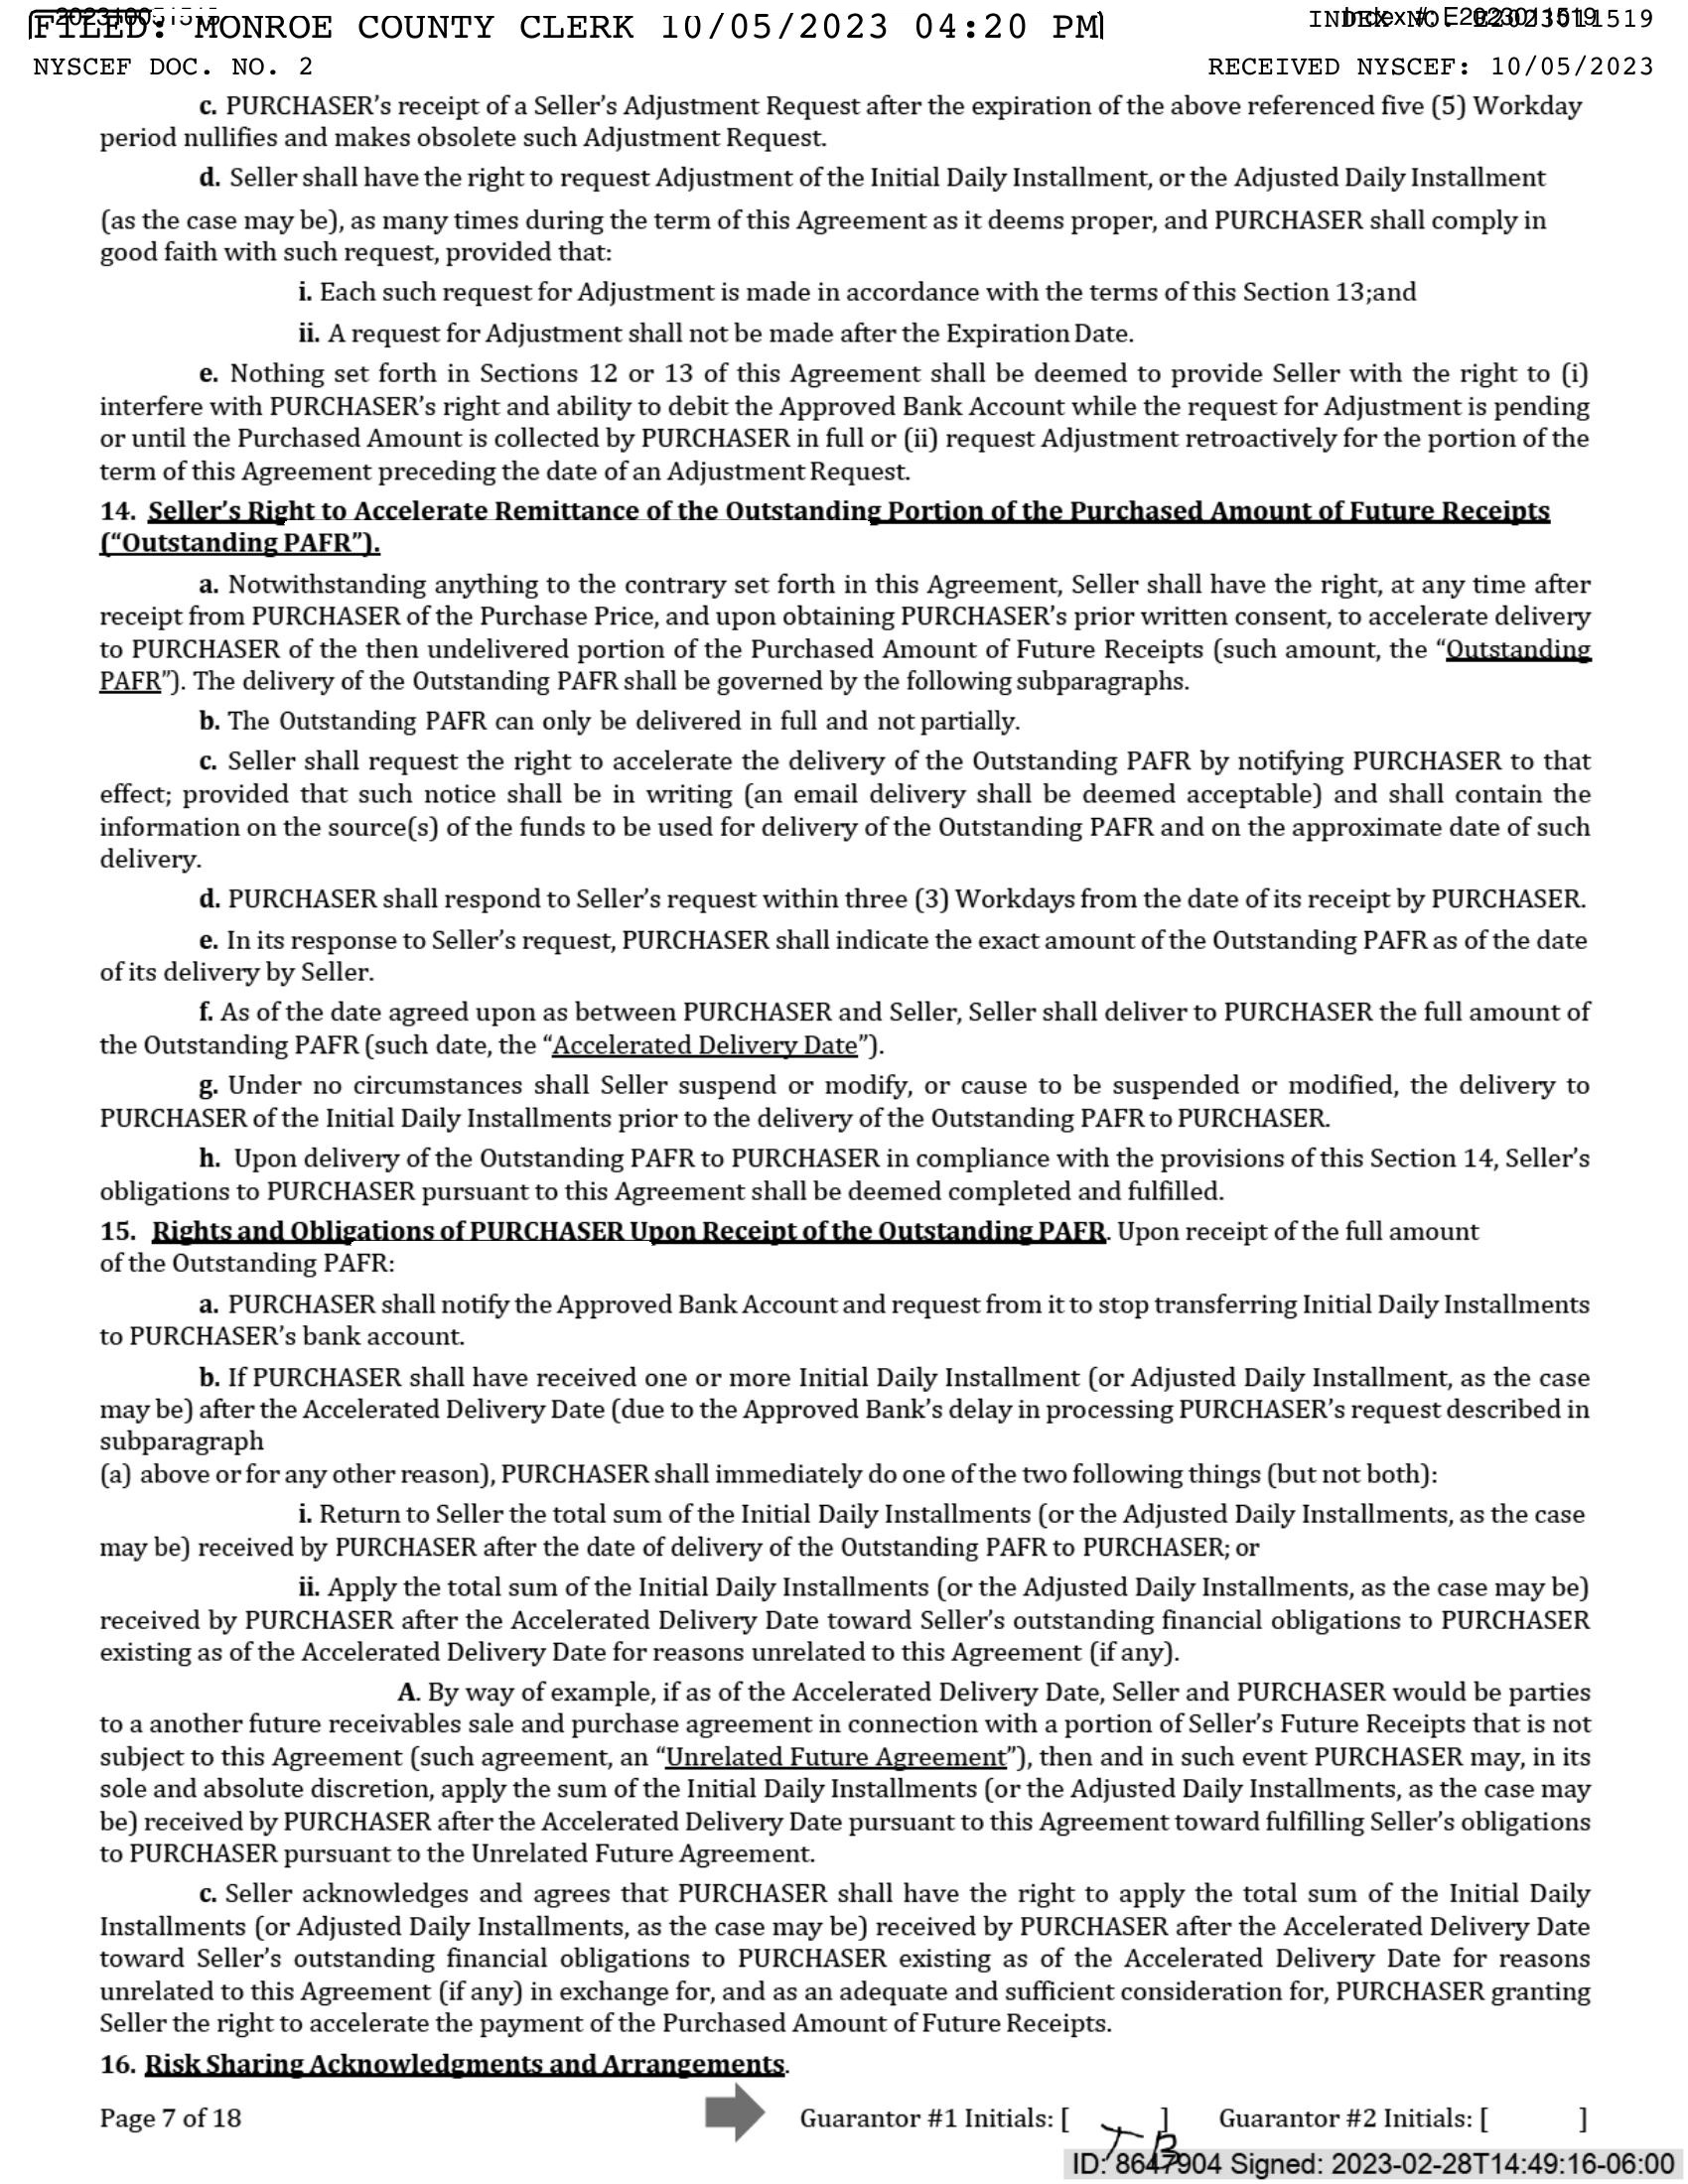 202310051515
FILED: MONROE COUNTY CLERK 10/05/2023 04:20 PM
Index #: E2023011519
INDEX NO. E2023011519
NYSCEF DOC. NO. 2
RECEIVED NYSCEF: 10/05/2023
c. PURCHASER's receipt of a Seller's Adjustment Request after the expiration of the above referenced five (5) Workday
period nullifies and makes obsolete such Adjustment Request.
d. Seller shall have the right to request Adjustment of the Initial Daily Installment, or the Adjusted Daily Installment
(as the case may be), as many times during the term of this Agreement as it deems proper, and PURCHASER shall comply in
good faith with such request, provided that:
i. Each such request for Adjustment is made in accordance with the terms of this Section 13;and
ii. A request for Adjustment shall not be made after the Expiration Date.
e. Nothing set forth in Sections 12 or 13 of this Agreement shall be deemed to provide Seller with the right to (i)
interfere with PURCHASER's right and ability to debit the Approved Bank Account while the request for Adjustment is pending
or until the Purchased Amount is collected by PURCHASER in full or (ii) request Adjustment retroactively for the portion of the
term of this Agreement preceding the date of an Adjustment Request.
14. Seller's Right to Accelerate Remittance of the Outstanding Portion of the Purchased Amount of Future Receipts
("Outstanding PAFR").
a. Notwithstanding anything to the contrary set forth in this Agreement, Seller shall have the right, at any time after
receipt from PURCHASER of the Purchase Price, and upon obtaining PURCHASER's prior written consent, to accelerate delivery
to PURCHASER of the then undelivered portion of the Purchased Amount of Future Receipts (such amount, the "Outstanding
PAFR"). The delivery of the Outstanding PAFR shall be governed by the following subparagraphs.
b. The Outstanding PAFR can only be delivered in full and not partially.
c. Seller shall request the right to accelerate the delivery of the Outstanding PAFR by notifying PURCHASER to that
effect; provided that such notice shall be in writing (an email delivery shall be deemed acceptable) and shall contain the
information on the source(s) of the funds to be used for delivery of the Outstanding PAFR and on the approximate date of such
delivery.
d. PURCHASER shall respond to Seller's request within three (3) Workdays from the date of its receipt by PURCHASER.
e. In its response to Seller's request, PURCHASER shall indicate the exact amount of the Outstanding PAFR as of the date
of its delivery by Seller.
f. As of the date agreed upon as between PURCHASER and Seller, Seller shall deliver to PURCHASER the full amount of
the Outstanding PAFR (such date, the "Accelerated Delivery Date").
g. Under no circumstances shall Seller suspend or modify, or cause to be suspended or modified, the delivery to
PURCHASER of the Initial Daily Installments prior to the delivery of the Outstanding PAFR to PURCHASER.
h. Upon delivery of the Outstanding PAFR to PURCHASER in compliance with the provisions of this Section 14, Seller's
obligations to PURCHASER pursuant to this Agreement shall be deemed completed and fulfilled.
15. Rights and Obligations of PURCHASER Upon Receipt of the Outstanding PAFR. Upon receipt of the full amount
of the Outstanding PAFR:
a. PURCHASER shall notify the Approved Bank Account and request from it to stop transferring Initial Daily Installments
to PURCHASER's bank account.
b. If PURCHASER shall have received one or more Initial Daily Installment (or Adjusted Daily Installment, as the case
may be) after the Accelerated Delivery Date (due to the Approved Bank's delay in processing PURCHASER's request described in
subparagraph
(a) above or for any other reason), PURCHASER shall immediately do one of the two following things (but not both):
i. Return to Seller the total sum of the Initial Daily Installments (or the Adjusted Daily Installments, as the case
may be) received by PURCHASER after the date of delivery of the Outstanding PAFR to PURCHASER; or
ii. Apply the total sum of the Initial Daily Installments (or the Adjusted Daily Installments, as the case may be)
received by PURCHASER after the Accelerated Delivery Date toward Seller's outstanding financial obligations to PURCHASER
existing as of the Accelerated Delivery Date for reasons unrelated to this Agreement (if any).
A. By way of example, if as of the Accelerated Delivery Date, Seller and PURCHASER would be parties
to a another future receivables sale and purchase agreement in connection with a portion of Seller's Future Receipts that is not
subject to this Agreement (such agreement, an "Unrelated Future Agreement"), then and in such event PURCHASER may, in its
sole and absolute discretion, apply the sum of the Initial Daily Installments (or the Adjusted Daily Installments, as the case may
be) received by PURCHASER after the Accelerated Delivery Date pursuant to this Agreement toward fulfilling Seller's obligations
to PURCHASER pursuant to the Unrelated Future Agreement.
c. Seller acknowledges and agrees that PURCHASER shall have the right to apply the total sum of the Initial Daily
Installments (or Adjusted Daily Installments, as the case may be) received by PURCHASER after the Accelerated Delivery Date
toward Seller's outstanding financial obligations to PURCHASER existing as of the Accelerated Delivery Date for reasons
unrelated to this Agreement (if any) in exchange for, and as an adequate and sufficient consideration for, PURCHASER granting
Seller the right to accelerate the payment of the Purchased Amount of Future Receipts.
16. Risk Sharing Acknowledgments and Arrangements.
Page 7 of 18 Guarantor #1 Initials: [ TB ] Guarantor #2 Initials: [ ]
ID: 8647904 Signed: 2023-02-28T14:49:16-06:00